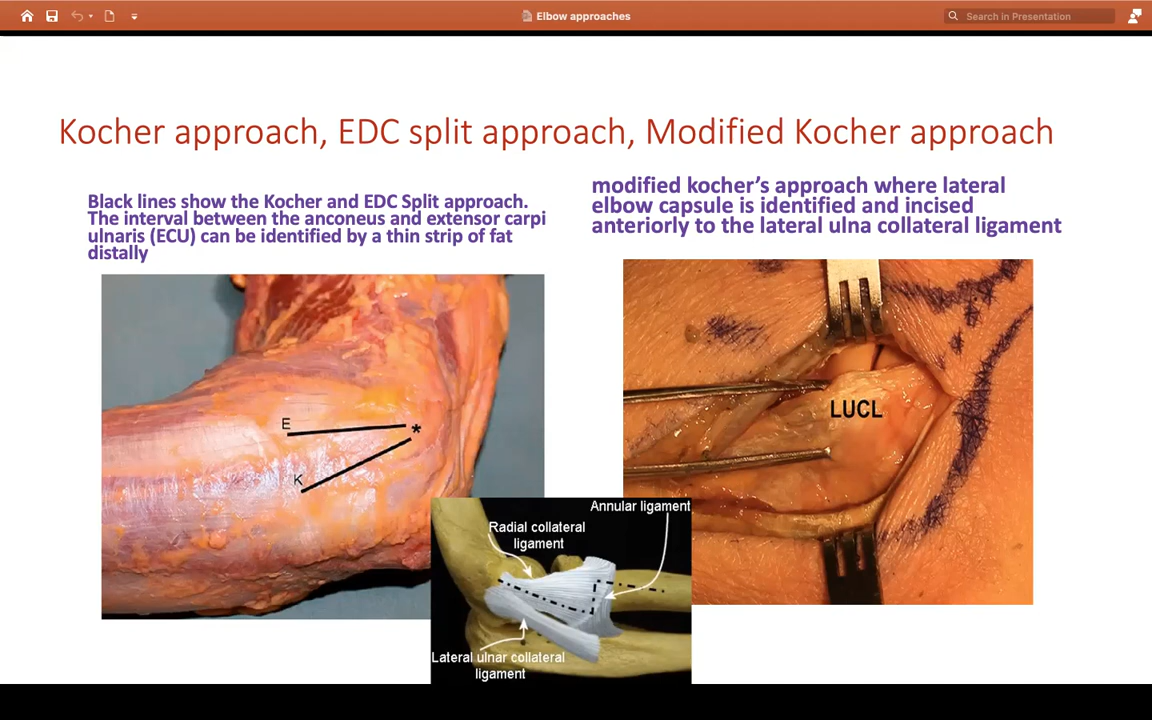 Elbow approaches
Search in Presentation
Kocher approach, EDC split approach, Modified Kocher approach
Black lines show the Kocher and EDC Split approach.
The interval between the anconeus and extensor carpi
ulnaris (ECU) can be identified by a thin strip of fat
distally
modified kocher's approach where lateral
elbow capsule is identified and incised
anteriorly to the lateral ulna collateral ligament
E
*
K
LUCL
Annular ligament
Radial collateral
ligament
Lateral ulnar collateral
ligament